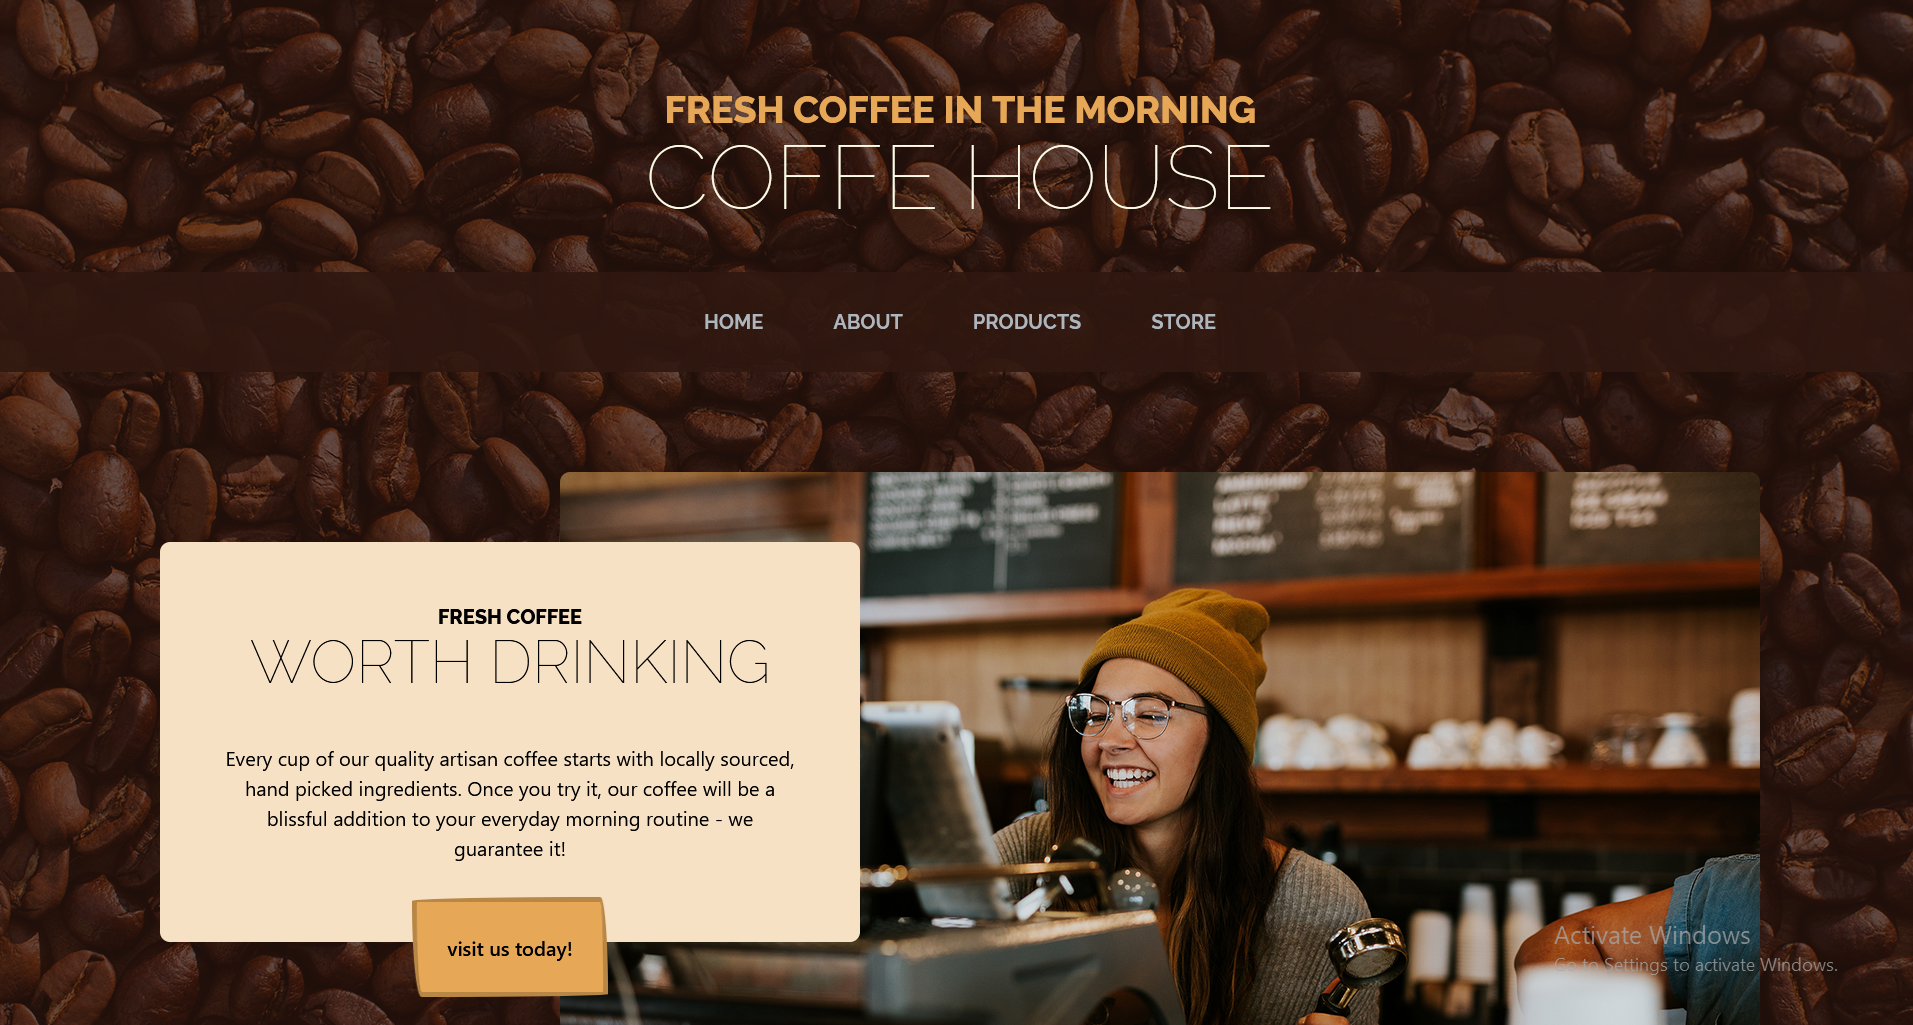 FRESH COFFEE IN THE MORNING
COFFE HOUSE
HOME ABOUT PRODUCTS STORE
FRESH COFFEE
WORTH DRINKING
Every cup of our quality artisan coffee starts with locally sourced,
hand picked ingredients. Once you try it, our coffee will be a
blissful addition to your everyday morning routine - we
guarantee it!
visit us today!
Activate Windows
Go to Settings to activate Windows.